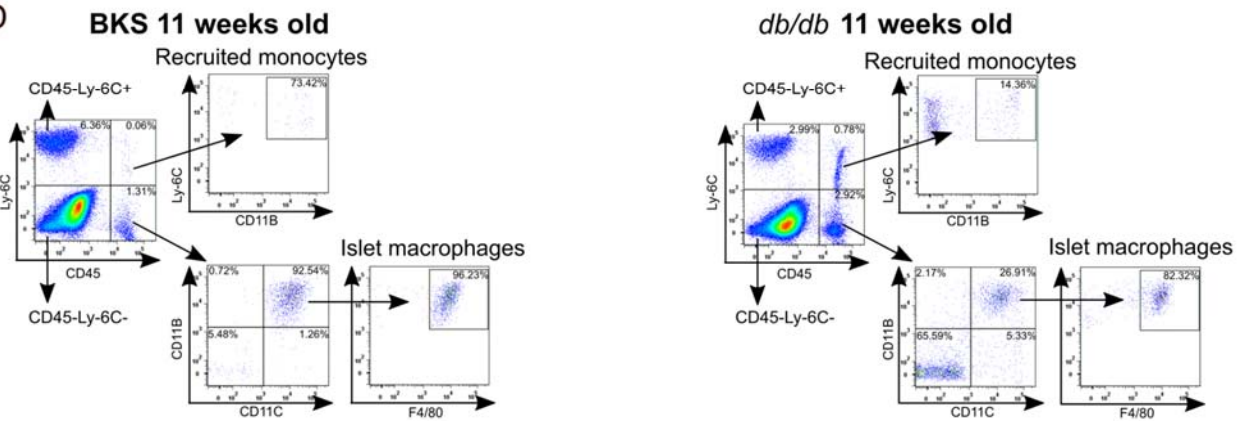 BKS 11 weeks old
Recruited monocytes
CD45-Ly-6C+
73.42%
6.36% 0.06%
1.31%
Ly-6C
CD45
Ly-6C
CD11B
CD45-Ly-6C-
Islet macrophages
0.72% 92.54%
5.48% 1.26%
CD11B
CD11C
96.23%
F4/80
db/db 11 weeks old
Recruited monocytes
CD45-Ly-6C+
14.36%
2.99% 0.78%
2.92%
Ly-6C
CD45
Ly-6C
CD11B
CD45-Ly-6C-
Islet macrophages
2.17% 26.91%
65.59% 5.33%
CD11B
CD11C
82.32%
F4/80